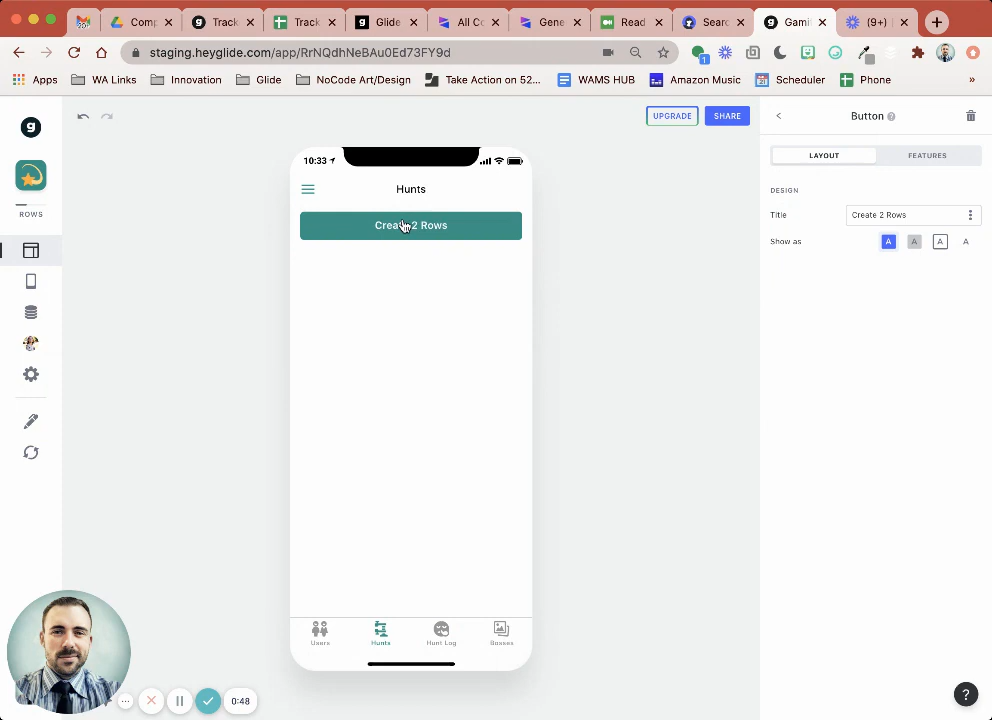 Comp
Track
Track
Glide
All Co
Gene
Read
Searc
Gami
(9+)
staging.heyglide.com/app/RrNQdhNeBAu0Ed73FY9d
1
Apps
WA Links
Innovation
Glide
NoCode Art/Design
Take Action on 52...
WAMS HUB
Amazon Music
Scheduler
Phone
»
g
ROWS
UPGRADE
SHARE
10:33
Hunts
Create 2 Rows
Users
Hunts
Hunt Log
Bosses
Button
LAYOUT
FEATURES
DESIGN
Title
Create 2 Rows
Show as
A
A
A
A
0:48
?